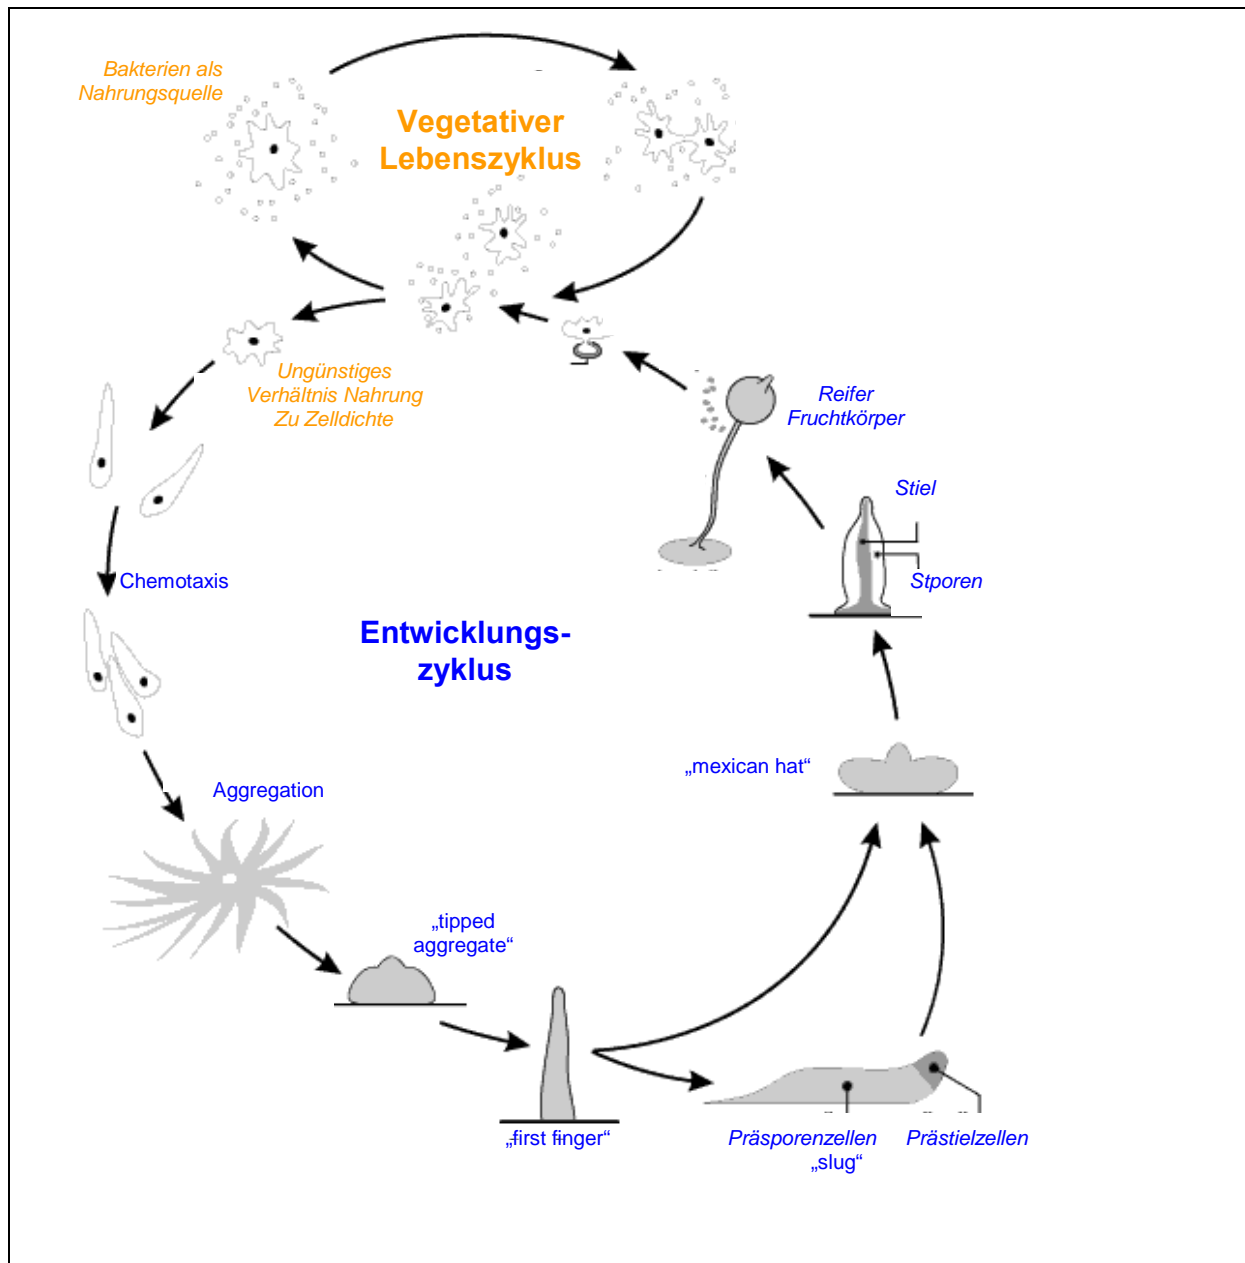 Bakterien als
Nahrungsquelle
Vegetativer
Lebenszyklus
Ungünstiges
Verhältnis Nahrung
Zu Zelldichte
Reifer
Fruchtkörper
Stiel
Stporen
Chemotaxis
Entwicklungs-
zyklus
„mexican hat“
Aggregation
„tipped
aggregate“
„first finger“
Präsporenzellen
„slug“
Prästielzellen